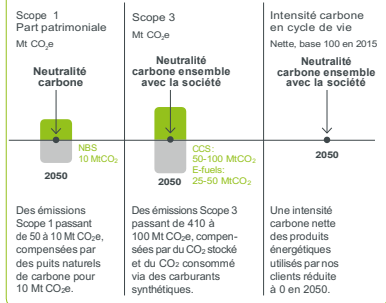 Scope 1
Part patrimoniale
Mt CO₂e
Neutralité
carbone
NBS
10 MtCO₂
2050
Des émissions
Scope 1 passant
de 50 à 10 Mt CO₂e,
compensées par
des puits naturels
de carbone pour
10 Mt CO₂e.
Scope 3
Mt CO₂e
Neutralité
carbone ensemble
avec la société
CCS:
50-100 MtCO₂
E-fuels:
25-50 MtCO₂
2050
Des émissions Scope 3
passant de 410 à
100 Mt CO₂e, compen-
sées par du CO₂ stocké
et du CO₂ consommé
via des carburants
synthétiques.
Intensité carbone
en cycle de vie
Nette, base 100 en 2015
Neutralité
carbone ensemble
avec la société
2050
Une intensité
carbone nette
des produits
énergétiques
utilisés par nos
clients réduite
à 0 en 2050.